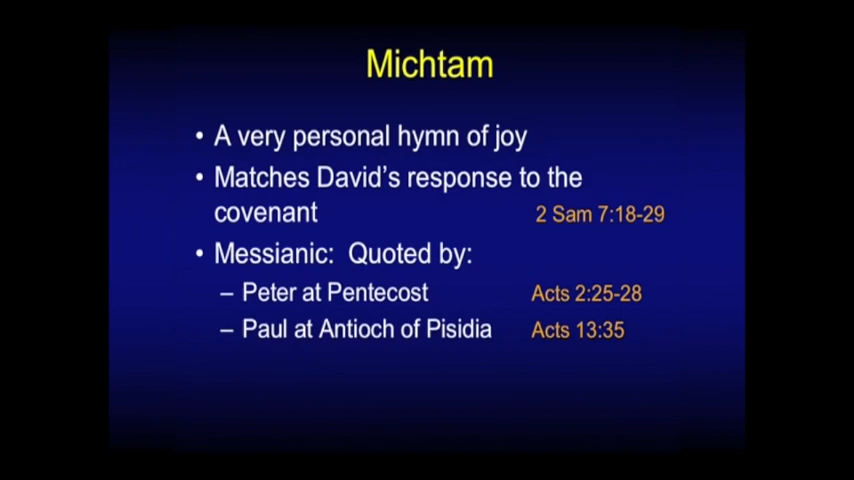 Michtam
• A very personal hymn of joy
• Matches David's response to the
covenant 2 Sam 7:18-29
• Messianic: Quoted by:
– Peter at Pentecost Acts 2:25-28
– Paul at Antioch of Pisidia Acts 13:35